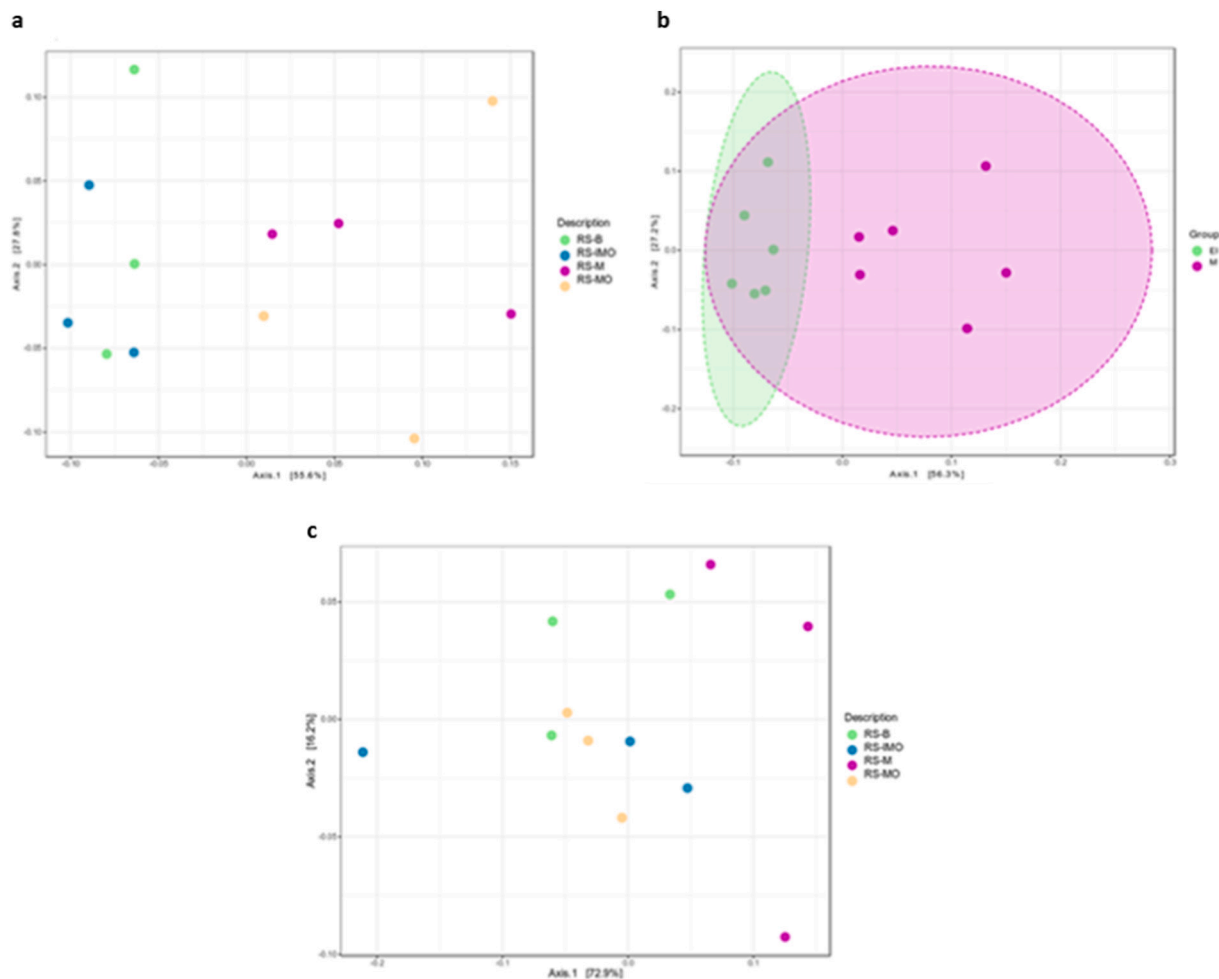 a
0.10
0.05
0.00
-0.05
-0.10
Axis.2 [27.8%]
-0.10 -0.05 0.00 0.05 0.10 0.15
Axis.1 [55.6%]
Description
RS-B
RS-IMO
RS-M
RS-MO
b
0.2
0.1
0.0
-0.1
-0.2
Axis.2 [27.2%]
-0.1 0.0 0.1 0.2 0.3
Axis.1 [56.3%]
Group
EI
M
c
0.05
0.00
-0.05
-0.10
Axis.2 [16.2%]
-0.2 -0.1 0.0 0.1
Axis.1 [72.9%]
Description
RS-B
RS-IMO
RS-M
RS-MO